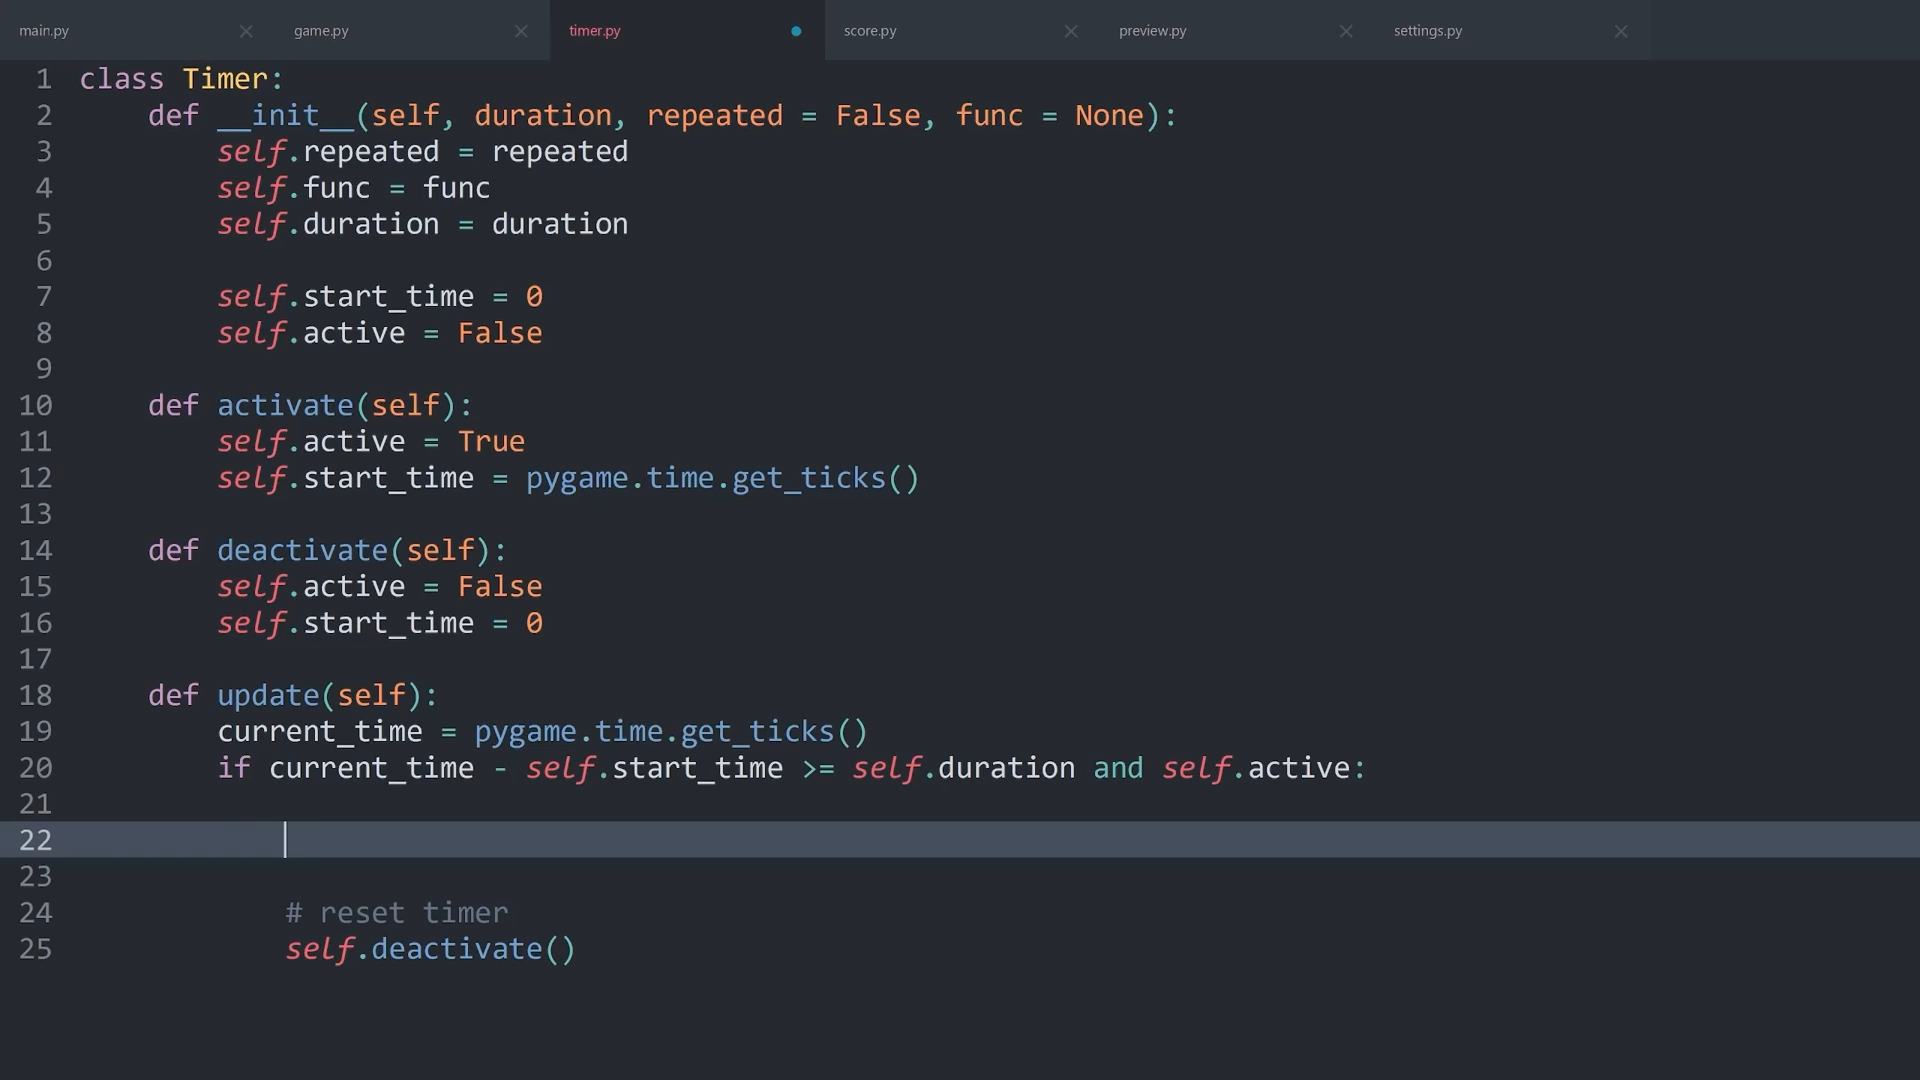 main.py
game.py
timer.py
score.py
preview.py
settings.py
1 class Timer:
2     def __init__(self, duration, repeated = False, func = None):
3         self.repeated = repeated
4         self.func = func
5         self.duration = duration
6
7         self.start_time = 0
8         self.active = False
9
10     def activate(self):
11         self.active = True
12         self.start_time = pygame.time.get_ticks()
13
14     def deactivate(self):
15         self.active = False
16         self.start_time = 0
17
18     def update(self):
19         current_time = pygame.time.get_ticks()
20         if current_time - self.start_time >= self.duration and self.active:
21
22
23
24             # reset timer
25             self.deactivate()